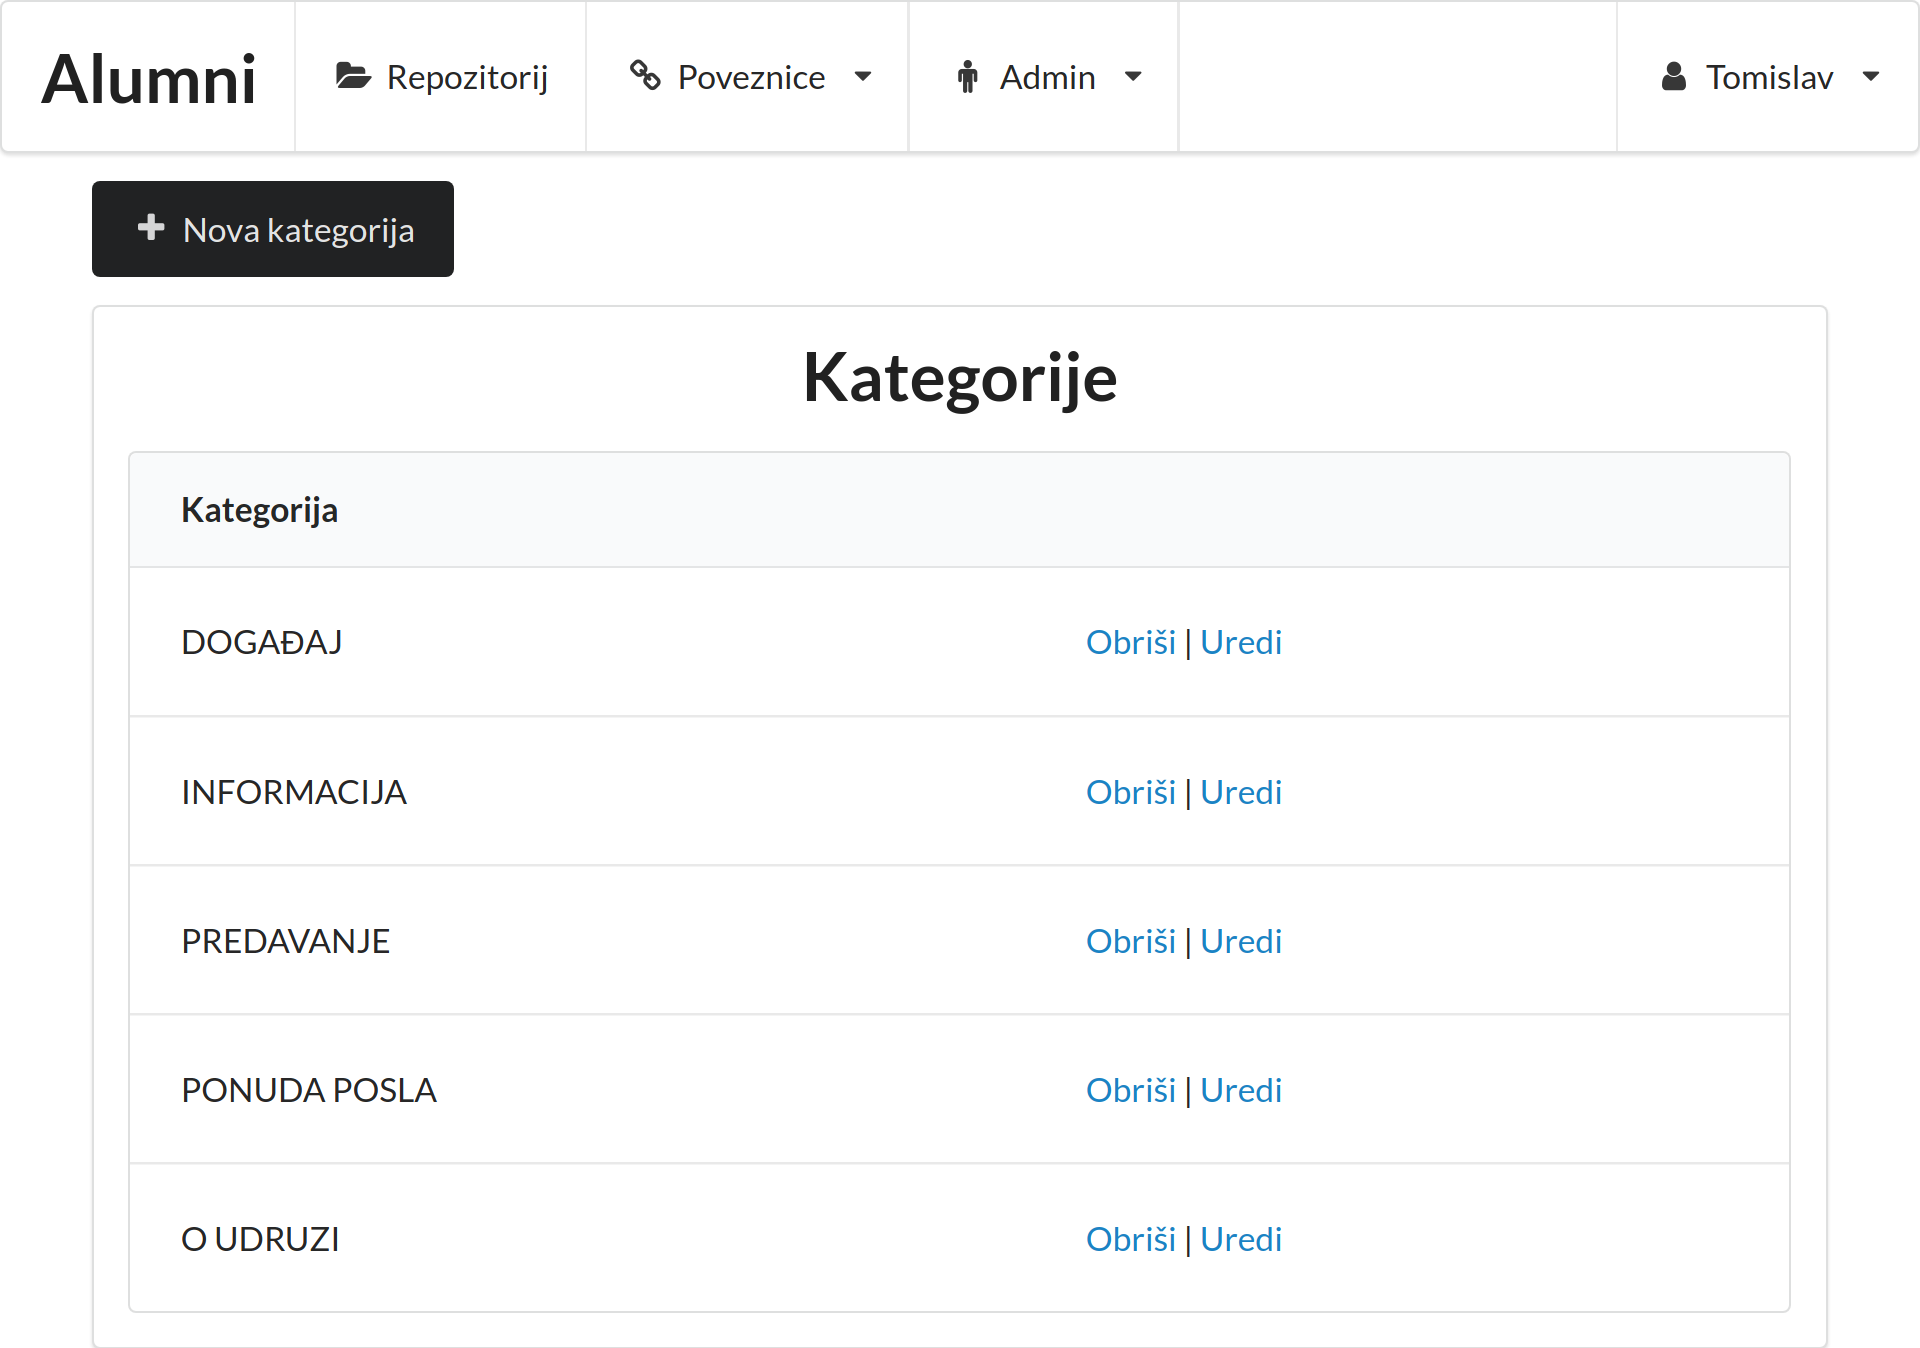 Alumni Repozitorij Poveznice Admin Tomislav
Nova kategorija
Kategorije
Kategorija
DOGAĐAJ Obriši | Uredi
INFORMACIJA Obriši | Uredi
PREDAVANJE Obriši | Uredi
PONUDA POSLA Obriši | Uredi
O UDRUZI Obriši | Uredi